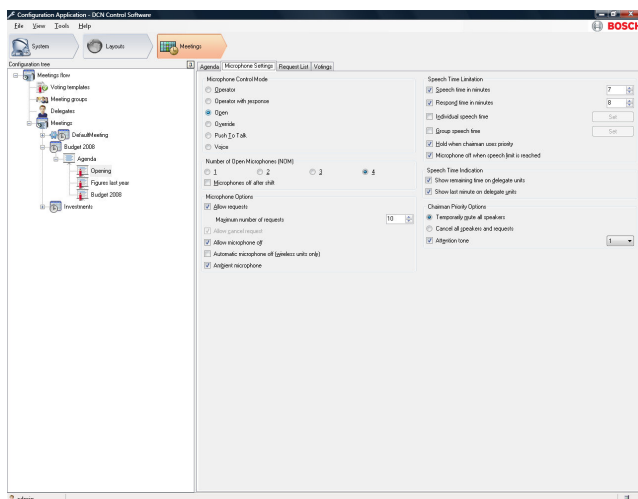 Configuration Application - DCN Control Software
File View Tools Help
BOSCH
System Layouts Meetings
Configuration tree
Meetings flow
Voting templates
Meeting groups
Delegates
Meetings
DefaultMeeting
Budget 2008
Agenda
Opening
Figures last year
Budget 2008
Investments
Agenda Microphone Settings Request List Votings
Microphone Control Mode
Operator
Operator with response
Open
Override
Push To Talk
Voice
Number of Open Microphones (NOM)
1 2 3 4
Microphones off after shift
Microphone Options
Allow requests
Maximum number of requests 10
Allow cancel request
Allow microphone off
Automatic microphone off (wireless units only)
Ambient microphone
Speech Time Limitation
Speech time in minutes 7
Respond time in minutes 8
Individual speech time Set
Group speech time Set
Hold when chairman uses priority
Microphone off when speech limit is reached
Speech Time Indication
Show remaining time on delegate units
Show last minute on delegate units
Chairman Priority Options
Temporarily mute all speakers
Cancel all speakers and requests
Attention tone 1
admin